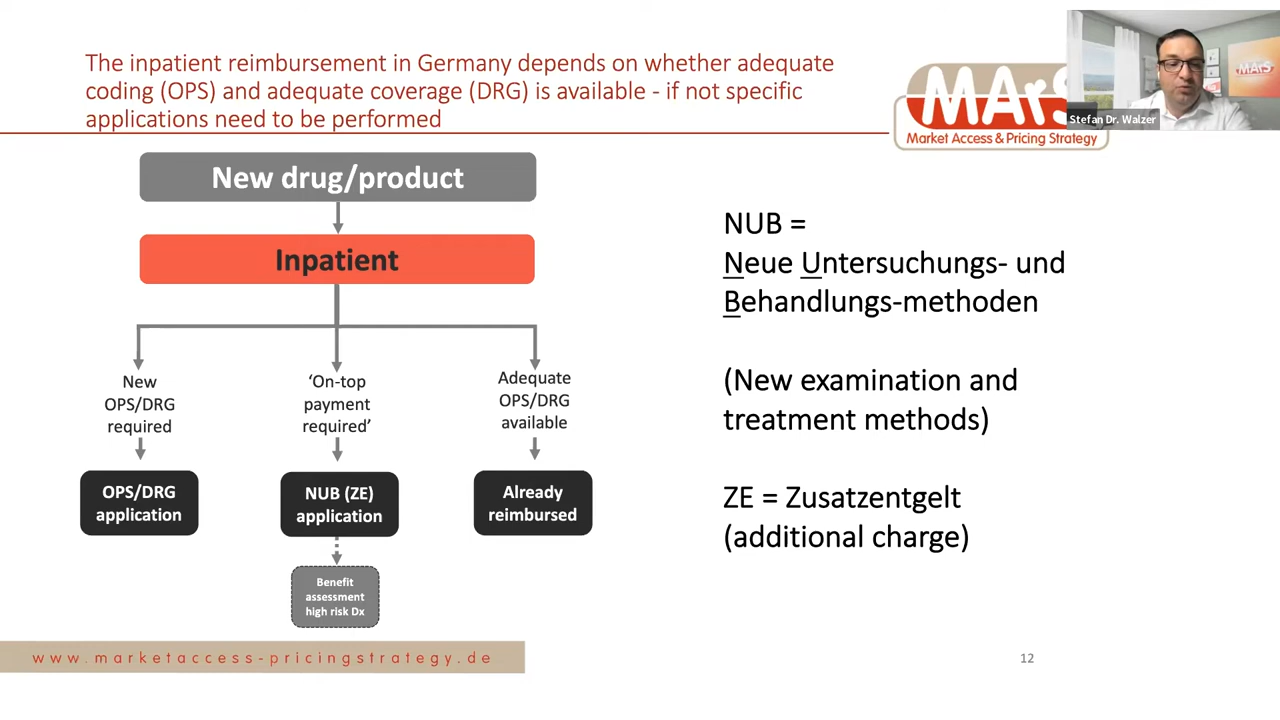 The inpatient reimbursement in Germany depends on whether adequate
coding (OPS) and adequate coverage (DRG) is available - if not specific
applications need to be performed
MArS
Market Access & Pricing Strategy
MArS
Stefan Dr. Walzer
New drug/product
Inpatient
New
OPS/DRG
required
‘On-top
payment
required’
Adequate
OPS/DRG
available
OPS/DRG
application
NUB (ZE)
application
Already
reimbursed
Benefit
assessment
high risk Dx
NUB =
Neue Untersuchungs- und
Behandlungs-methoden
(New examination and
treatment methods)
ZE = Zusatzentgelt
(additional charge)
www.marketaccess-pricingstrategy.de
12